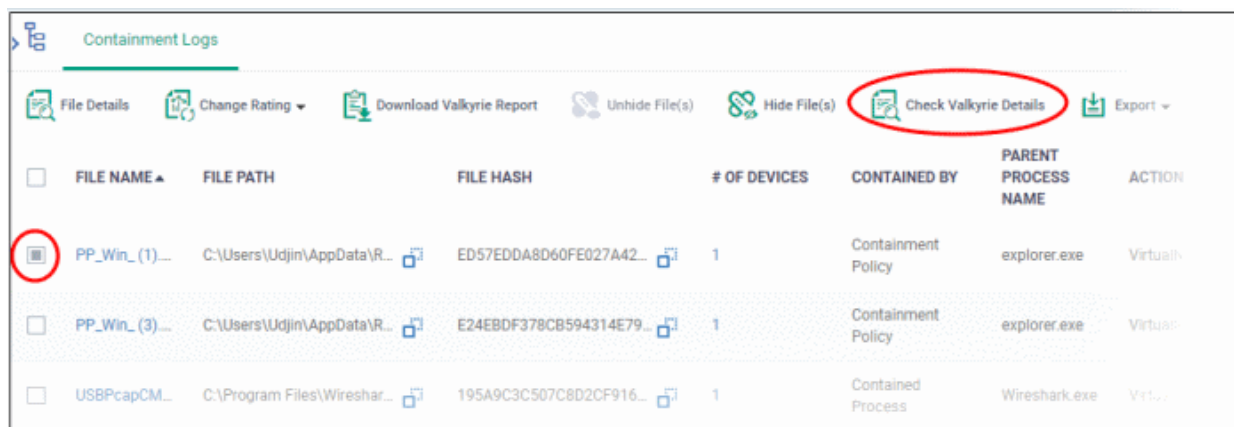 Containment Logs
File Details Change Rating Download Valkyrie Report Unhide File(s) Hide File(s) Check Valkyrie Details Export
FILE NAME FILE PATH FILE HASH # OF DEVICES CONTAINED BY PARENT PROCESS NAME ACTION
PP_Win_ (1).... C:\Users\Udjin\AppData\R... ED57EDDA8D60FE027A42... 1 Containment Policy explorer.exe Virtually
PP_Win_ (3).... C:\Users\Udjin\AppData\R... E24EBDF378CB594314E79... 1 Containment Policy explorer.exe
USBPcapCM... C:\Program Files\Wireshar... 195A9C3C507C8D2CF916... 1 Contained Process Wireshark.exe